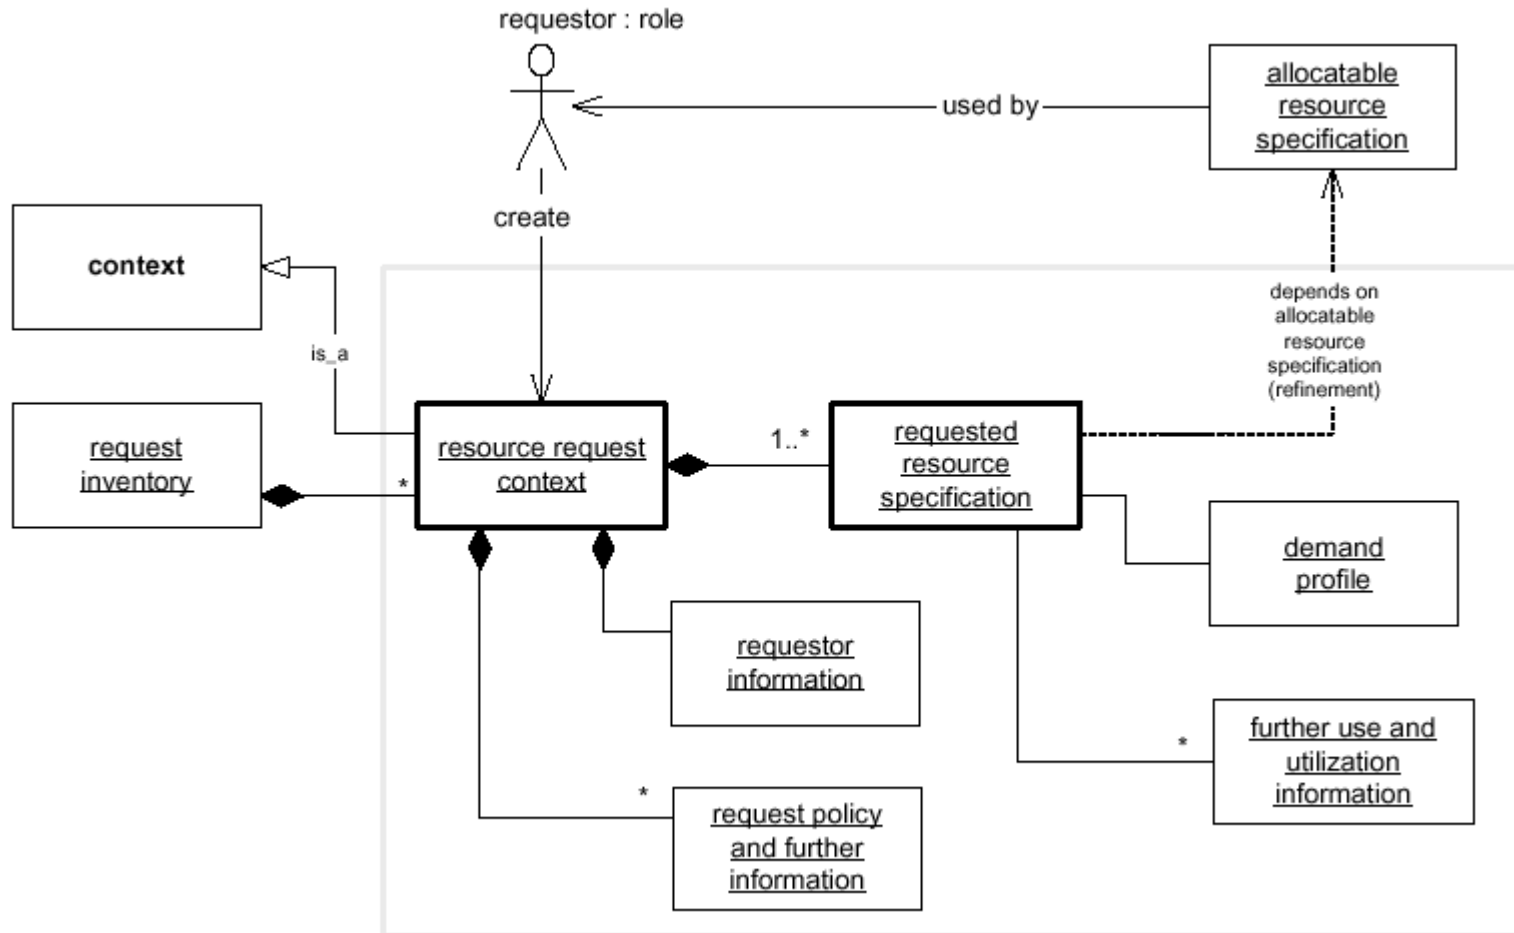 requestor : role
allocatable
resource
specification
used by
create
context
depends on
allocatable
resource
specification
(refinement)
is_a
request
inventory
*
resource request
context
1..*
requested
resource
specification
demand
profile
requestor
information
*
further use and
utilization
information
*
request policy
and further
information